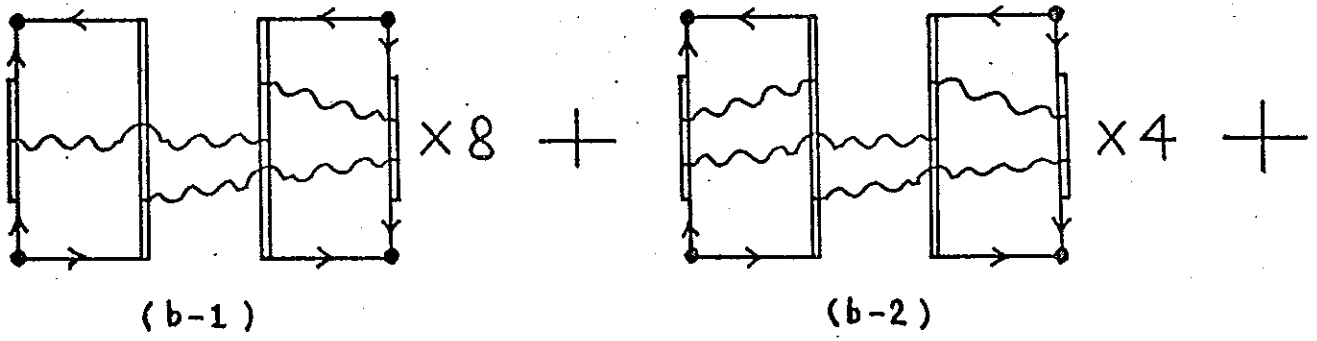 ×8 + ×4 +
(b-1) (b-2)